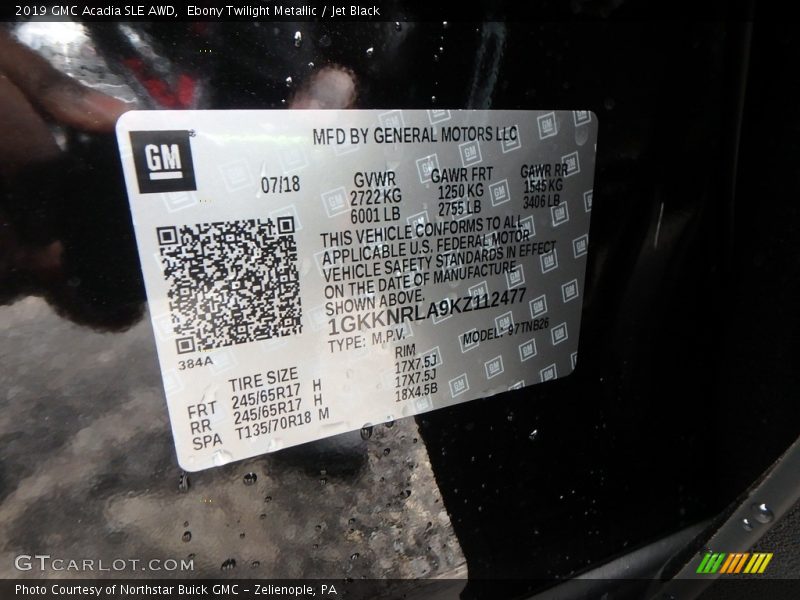 2019 GMC Acadia SLE AWD, Ebony Twilight Metallic / Jet Black
MFD BY GENERAL MOTORS LLC
GM
07/18
GVWR GAWR FRT GAWR RR
2722 KG 1250 KG 1545 KG
6001 LB 2755 LB 3406 LB
THIS VEHICLE CONFORMS TO ALL
APPLICABLE U.S. FEDERAL MOTOR
VEHICLE SAFETY STANDARDS IN EFFECT
ON THE DATE OF MANUFACTURE
SHOWN ABOVE.
1GKKNRLA9KZ112477
TYPE: M.P.V. MODEL: 97TNB26
384A
TIRE SIZE RIM
FRT 245/65R17 H 17X7.5J
RR 245/65R17 H 17X7.5J
SPA T135/70R18 M 18X4.5B
GTCARLOT.COM
Photo Courtesy of Northstar Buick GMC - Zelienople, PA